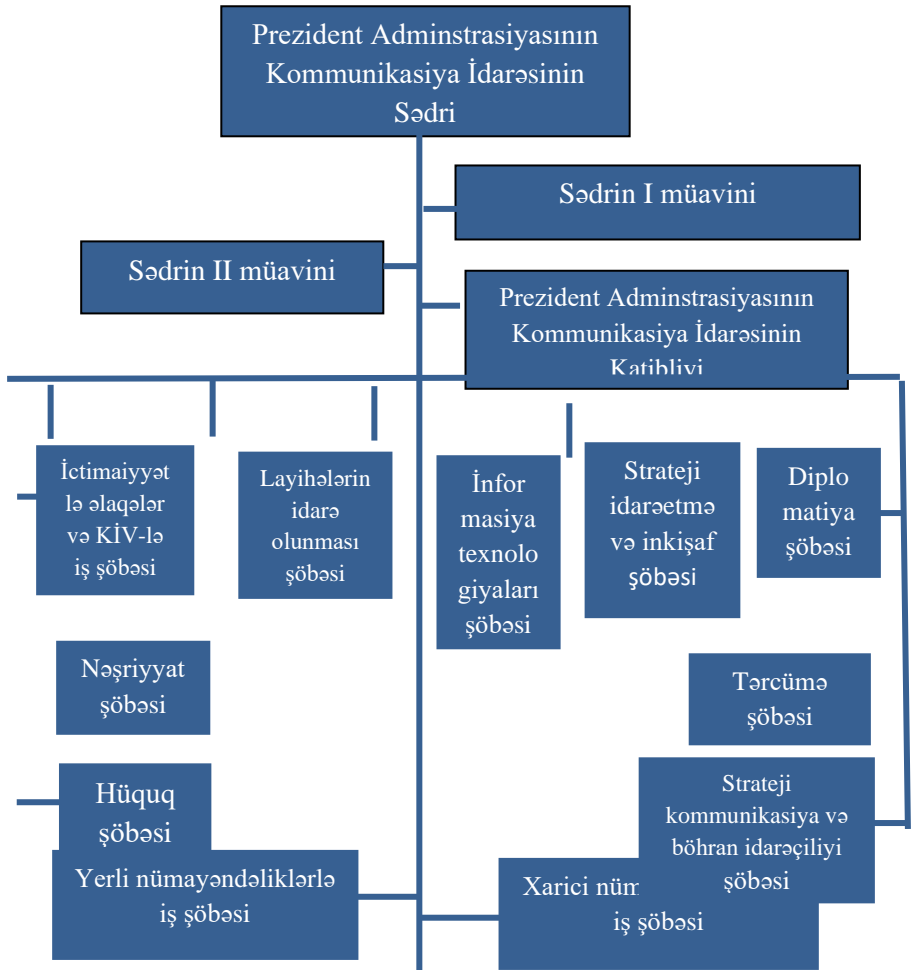 Prezident Adminstrasiyasının
Kommunikasiya İdarəsinin
Sədri
Sədrin I müavini
Sədrin II müavini
Prezident Adminstrasiyasının
Kommunikasiya İdarəsinin
Katibliyi
İctimaiyyət
lə əlaqələr
və KİV-lə
iş şöbəsi
Layihələrin
idarə
olunması
şöbəsi
İnfor
masiya
texnolo
giyaları
şöbəsi
Strateji
idarəetmə
və inkişaf
şöbəsi
Diplo
matiya
şöbəsi
Nəşriyyat
şöbəsi
Tərcümə
şöbəsi
Hüquq
şöbəsi
Strateji
kommunikasiya və
böhran idarəçiliyi
şöbəsi
Yerli nümayəndəliklərlə
iş şöbəsi
Xarici
iş şöbəsi